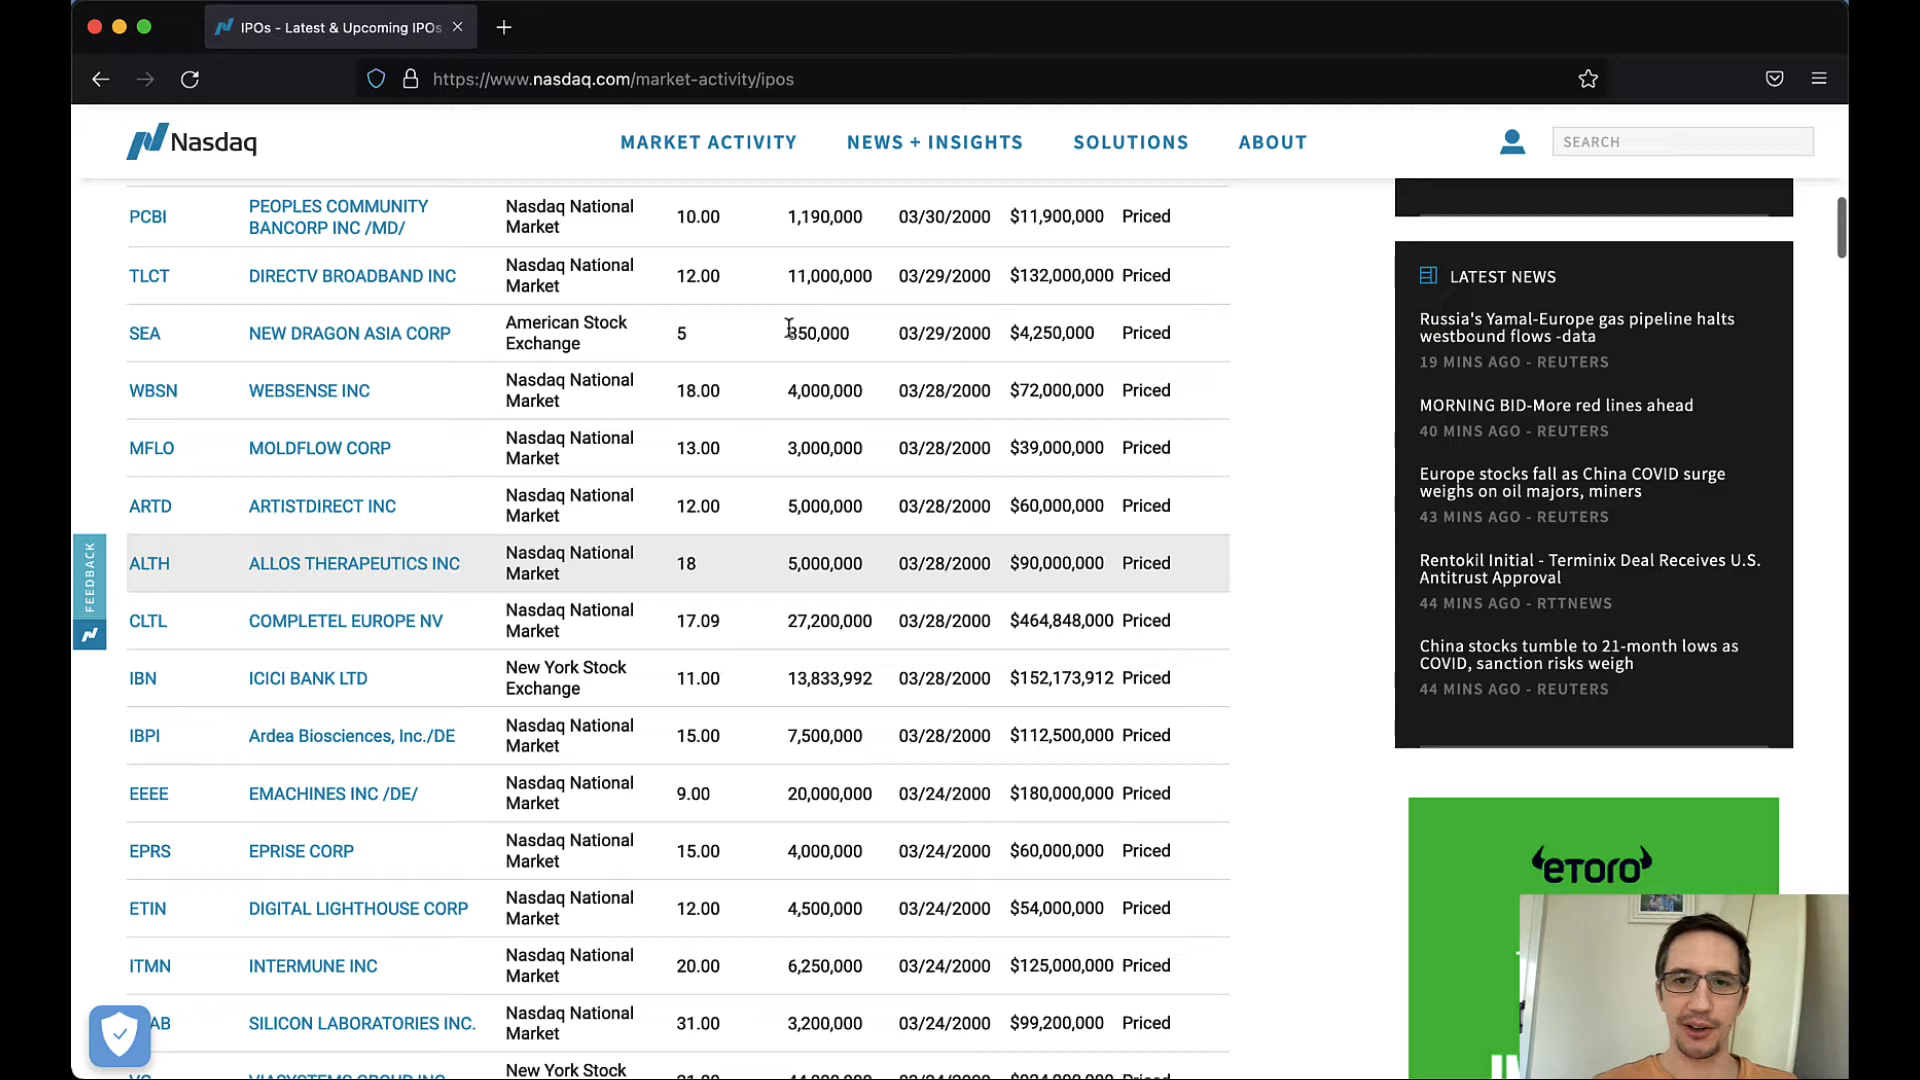 IPOs - Latest & Upcoming IPOs
https://www.nasdaq.com/market-activity/ipos
Nasdaq
MARKET ACTIVITY
NEWS + INSIGHTS
SOLUTIONS
ABOUT
SEARCH
PCBI PEOPLES COMMUNITY BANCORP INC /MD/ Nasdaq National Market 10.00 1,190,000 03/30/2000 $11,900,000 Priced
TLCT DIRECTV BROADBAND INC Nasdaq National Market 12.00 11,000,000 03/29/2000 $132,000,000 Priced
SEA NEW DRAGON ASIA CORP American Stock Exchange 5 850,000 03/29/2000 $4,250,000 Priced
WBSN WEBSENSE INC Nasdaq National Market 18.00 4,000,000 03/28/2000 $72,000,000 Priced
MFLO MOLDFLOW CORP Nasdaq National Market 13.00 3,000,000 03/28/2000 $39,000,000 Priced
ARTD ARTISTDIRECT INC Nasdaq National Market 12.00 5,000,000 03/28/2000 $60,000,000 Priced
ALTH ALLOS THERAPEUTICS INC Nasdaq National Market 18 5,000,000 03/28/2000 $90,000,000 Priced
CLTL COMPLETEL EUROPE NV Nasdaq National Market 17.09 27,200,000 03/28/2000 $464,848,000 Priced
IBN ICICI BANK LTD New York Stock Exchange 11.00 13,833,992 03/28/2000 $152,173,912 Priced
IBPI Ardea Biosciences, Inc./DE Nasdaq National Market 15.00 7,500,000 03/28/2000 $112,500,000 Priced
EEEE EMACHINES INC /DE/ Nasdaq National Market 9.00 20,000,000 03/24/2000 $180,000,000 Priced
EPRS EPRISE CORP Nasdaq National Market 15.00 4,000,000 03/24/2000 $60,000,000 Priced
ETIN DIGITAL LIGHTHOUSE CORP Nasdaq National Market 12.00 4,500,000 03/24/2000 $54,000,000 Priced
ITMN INTERMUNE INC Nasdaq National Market 20.00 6,250,000 03/24/2000 $125,000,000 Priced
AB SILICON LABORATORIES INC. Nasdaq National Market 31.00 3,200,000 03/24/2000 $99,200,000 Priced
New York Stock
FEEDBACK
LATEST NEWS
Russia's Yamal-Europe gas pipeline halts
westbound flows -data
19 MINS AGO - REUTERS
MORNING BID-More red lines ahead
40 MINS AGO - REUTERS
Europe stocks fall as China COVID surge
weighs on oil majors, miners
43 MINS AGO - REUTERS
Rentokil Initial - Terminix Deal Receives U.S.
Antitrust Approval
44 MINS AGO - RTTNEWS
China stocks tumble to 21-month lows as
COVID, sanction risks weigh
44 MINS AGO - REUTERS
eToro